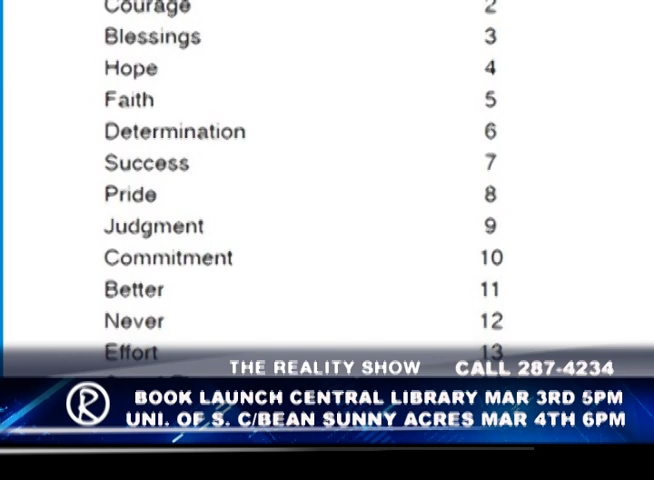 Courage 2
Blessings 3
Hope 4
Faith 5
Determination 6
Success 7
Pride 8
Judgment 9
Commitment 10
Better 11
Never 12
Effort 13
THE REALITY SHOW CALL 287-4234
R BOOK LAUNCH CENTRAL LIBRARY MAR 3RD 5PM
UNI. OF S. C/BEAN SUNNY ACRES MAR 4TH 6PM